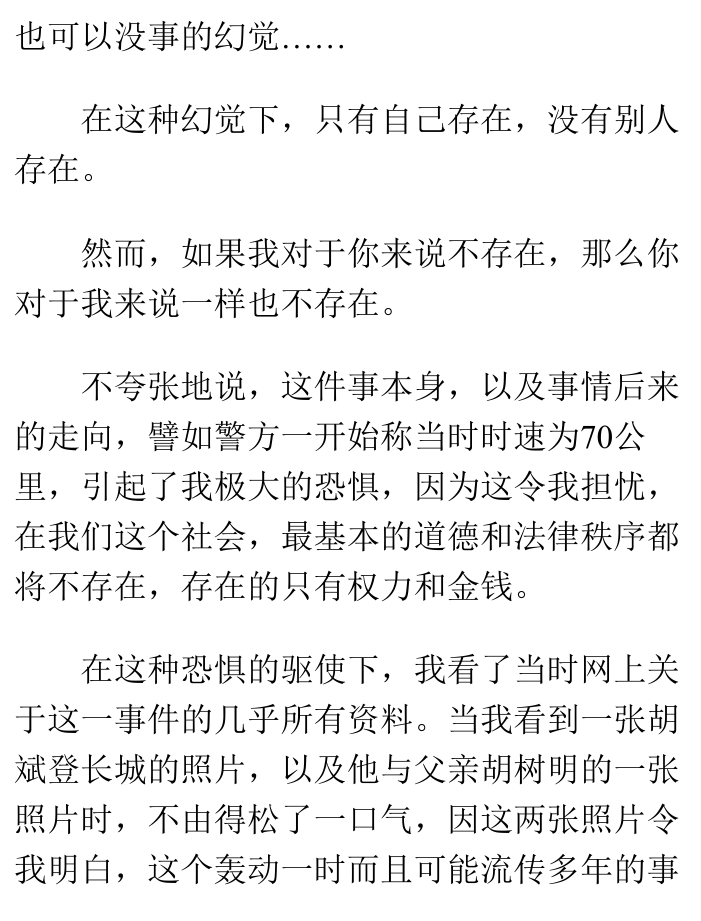 也可以没事的幻觉……
在这种幻觉下，只有自己存在，没有别人
存在。
然而，如果我对于你来说不存在，那么你
对于我来说一样也不存在。
不夸张地说，这件事本身，以及事情后来
的走向，譬如警方一开始称当时时速为70公
里，引起了我极大的恐惧，因为这令我担忧，
在我们这个社会，最基本的道德和法律秩序都
将不存在，存在的只有权力和金钱。
在这种恐惧的驱使下，我看了当时网上关
于这一事件的几乎所有资料。当我看到一张胡
斌登长城的照片，以及他与父亲胡树明的一张
照片时，不由得松了一口气，因这两张照片令
我明白，这个轰动一时而且可能流传多年的事